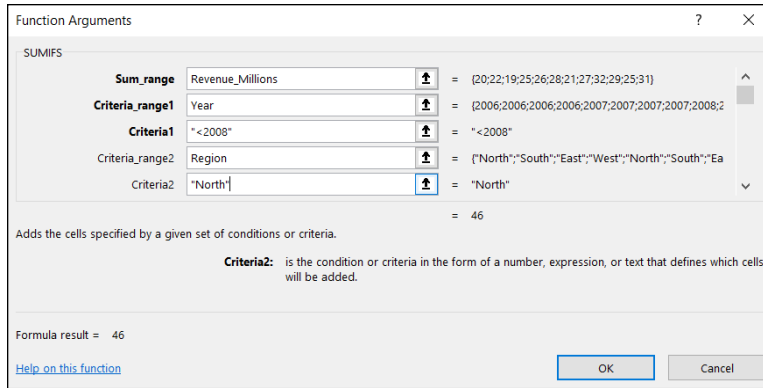 Function Arguments ? ×
SUMIFS
Sum_range Revenue_Millions = {20;22;19;25;26;28;21;27;32;29;25;31}
Criteria_range1 Year = {2006;2006;2006;2006;2007;2007;2007;2007;2008;2
Criteria1 "<2008" = "<2008"
Criteria_range2 Region = {"North";"South";"East";"West";"North";"South";"Ea
Criteria2 "North" = "North"
= 46
Adds the cells specified by a given set of conditions or criteria.
Criteria2: is the condition or criteria in the form of a number, expression, or text that defines which cells
will be added.
Formula result = 46
Help on this function OK Cancel